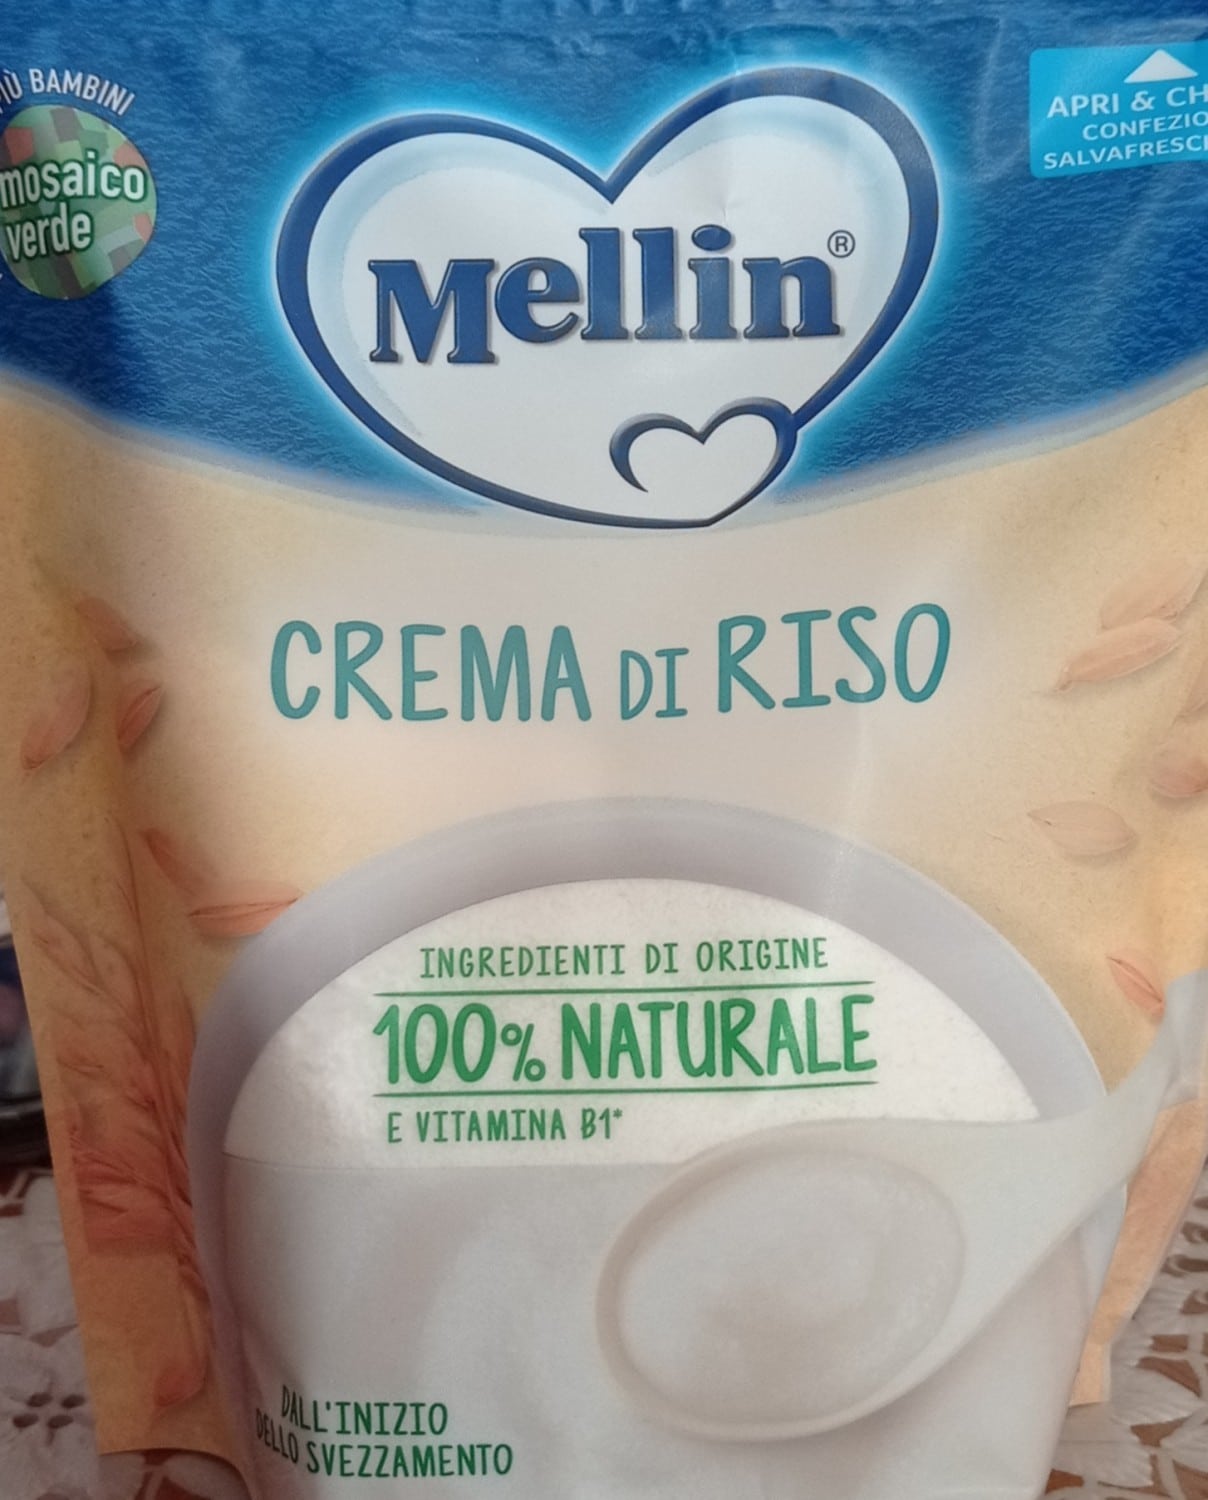 BAMBINI
mosaico
verde
APRI &
CONFEZIO
SALVAFRESC
Mellin®
CREMA DI RISO
INGREDIENTI DI ORIGINE
100% NATURALE
E VITAMINA B1*
DALL'INIZIO
DELLO SVEZZAMENTO